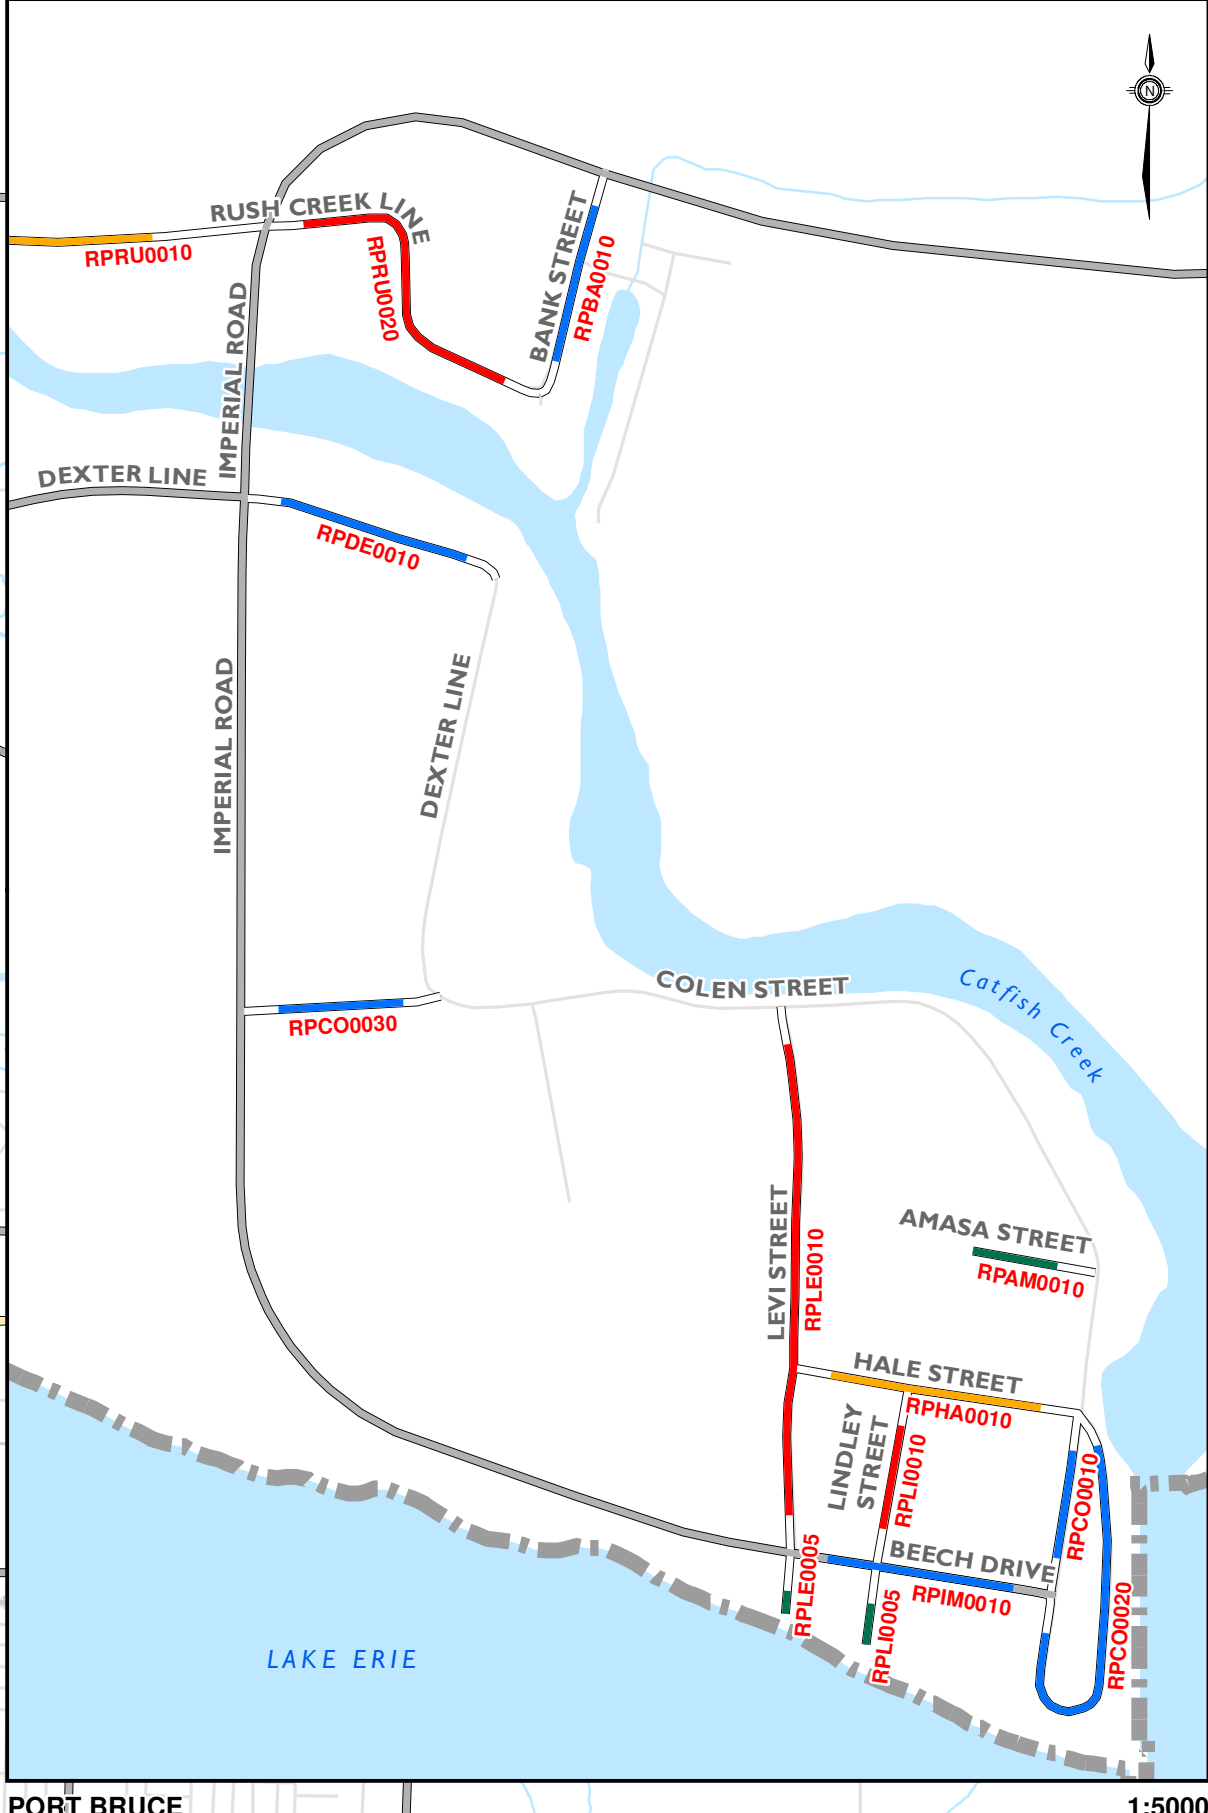 N
RUSH CREEK LINE
RPRU0010
RPRU0020
BANK STREET
RPBA0010
IMPERIAL ROAD
DEXTER LINE
RPDE0010
IMPERIAL ROAD
DEXTER LINE
COLEN STREET
Catfish Creek
RPCO0030
LEVI STREET
RPLE0010
AMASA STREET
RPAM0010
HALE STREET
RPHA0010
LINDLEY
STREET
RPLI0010
RPCO0010
BEECH DRIVE
RPIM0010
RPLE0005
RPLI0005
RPCO0020
LAKE ERIE
PORT BRUCE
1:5000